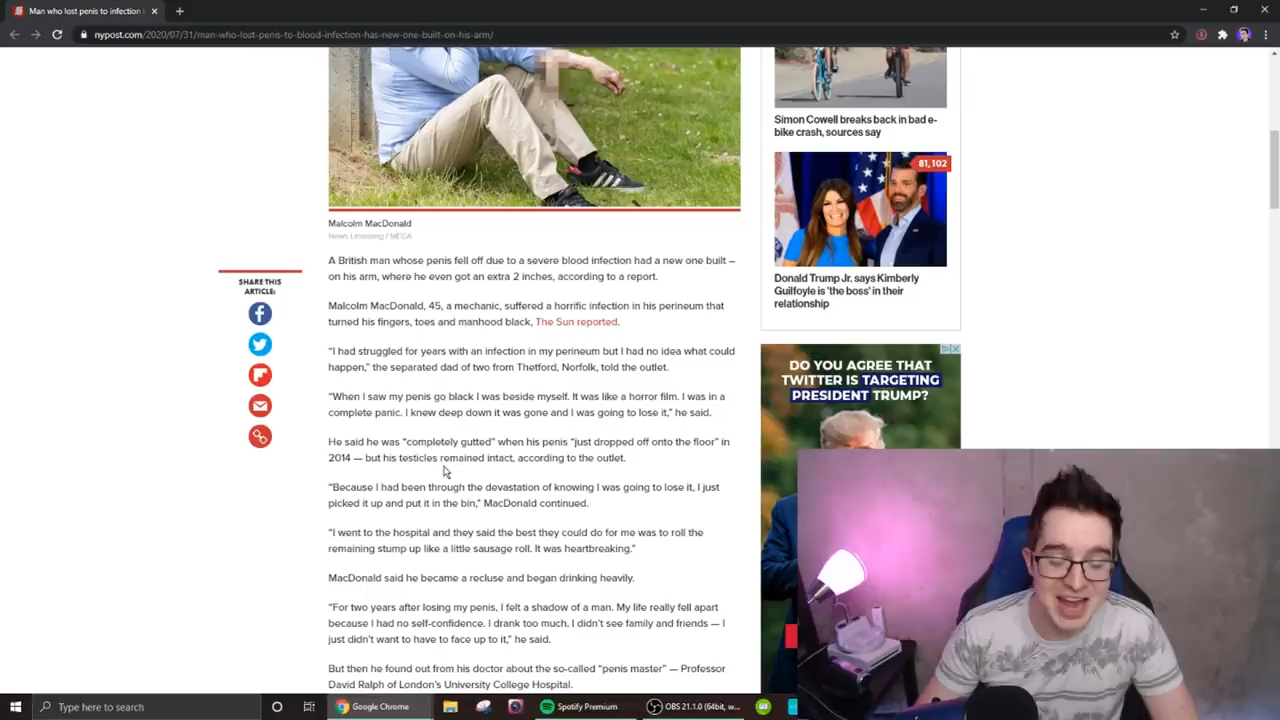 Man who lost penis to infection
nypost.com/2020/07/31/man-who-lost-penis-to-blood-infection-has-new-one-built-on-his-arm/
Simon Cowell breaks back in bad e-
bike crash, sources say
81,102
Malcolm MacDonald
News Licensing / MEGA
Donald Trump Jr. says Kimberly
Guilfoyle is 'the boss' in their
relationship
SHARE THIS
ARTICLE:
A British man whose penis fell off due to a severe blood infection had a new one built –
on his arm, where he even got an extra 2 inches, according to a report.
Malcolm MacDonald, 45, a mechanic, suffered a horrific infection in his perineum that
turned his fingers, toes and manhood black, The Sun reported.
“I had struggled for years with an infection in my perineum but I had no idea what could
happen,” the separated dad of two from Thetford, Norfolk, told the outlet.
“When I saw my penis go black I was beside myself. It was like a horror film. I was in a
complete panic. I knew deep down it was gone and I was going to lose it,” he said.
He said he was “completely gutted” when his penis “just dropped off onto the floor” in
2014 — but his testicles remained intact, according to the outlet.
“Because I had been through the devastation of knowing I was going to lose it, I just
picked it up and put it in the bin,” MacDonald continued.
“I went to the hospital and they said the best they could do for me was to roll the
remaining stump up like a little sausage roll. It was heartbreaking.”
MacDonald said he became a recluse and began drinking heavily.
“For two years after losing my penis, I felt a shadow of a man. My life really fell apart
because I had no self-confidence. I drank too much. I didn’t see family and friends — I
just didn’t want to have to face up to it,” he said.
But then he found out from his doctor about the so-called “penis master” — Professor
David Ralph of London’s University College Hospital.
DO YOU AGREE THAT
TWITTER IS TARGETING
PRESIDENT TRUMP?
Type here to search
Google Chrome
Spotify Premium
OBS 21.1.0 (64bit, w...